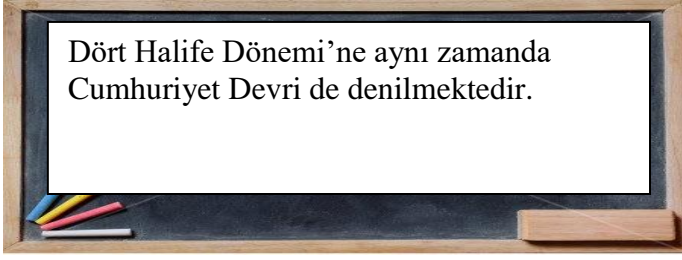 Dört Halife Dönemi’ne aynı zamanda
Cumhuriyet Devri de denilmektedir.